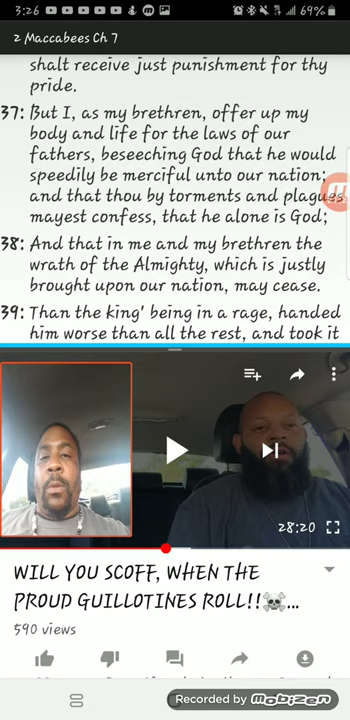 3:26
69%
2 Maccabees Ch 7
shalt receive just punishment for thy
pride.
37: But I, as my brethren, offer up my
body and life for the laws of our
fathers, beseeching God that he would
speedily be merciful unto our nation;
and that thou by torments and plagues
mayest confess, that he alone is God;
38: And that in me and my brethren the
wrath of the Almighty, which is justly
brought upon our nation, may cease.
39: Than the king' being in a rage, handed
him worse than all the rest, and took it
28:20
WILL YOU SCOFF, WHEN THE
PROUD GUILLOTINES ROLL!!☠️...
590 views
Recorded by Mobizen